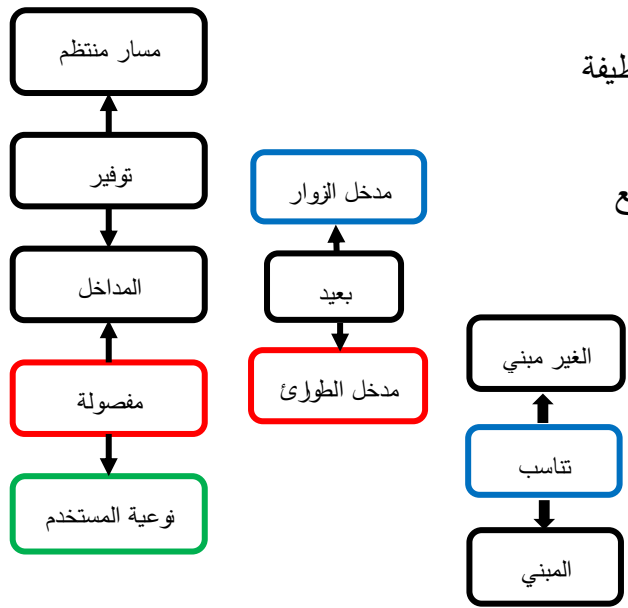 مسار منتظم
توفير
المداخل
مفصولة
نوعية المستخدم
مدخل الزوار
بعيد
مدخل الطوارئ
الغير مبني
تناسب
المبني